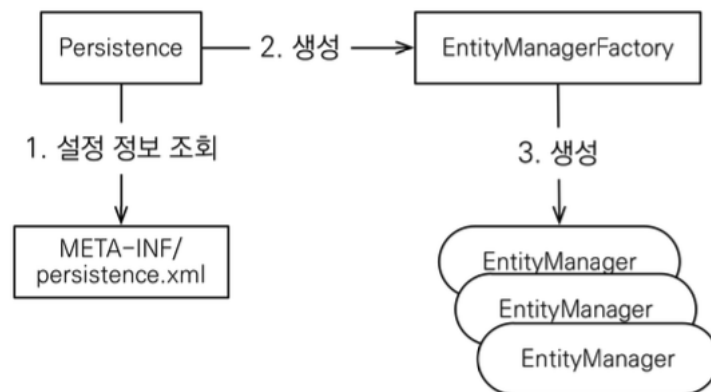 Persistence
2. 생성
EntityManagerFactory
1. 설정 정보 조회
3. 생성
META-INF/
persistence.xml
EntityManager
EntityManager
EntityManager